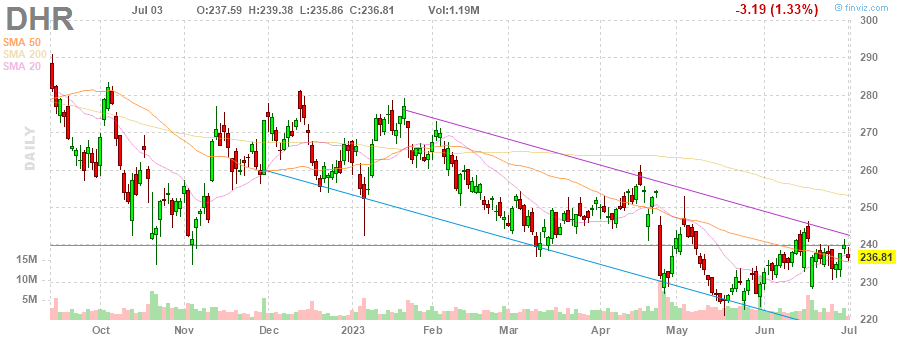 DHR Jul 03 O:237.59 H:239.38 L:235.86 C:236.81 Vol:1.19M -3.19 (1.33%) © finviz.com
SMA 50
SMA 200
SMA 20
DAILY
300
290
280
270
260
250
240
236.81
230
220
15M
10M
5M
Oct Nov Dec 2023 Feb Mar Apr May Jun Jul